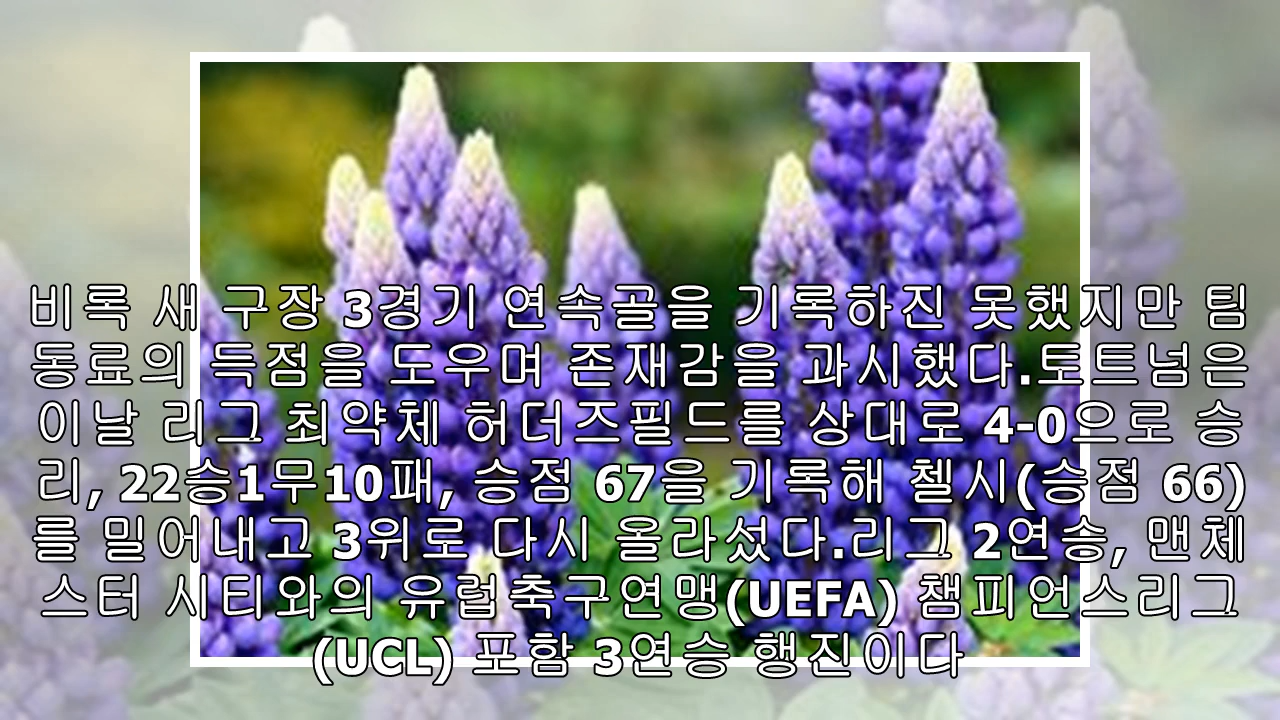 비록 새 구장 3경기 연속골을 기록하진 못했지만 팀
동료의 득점을 도우며 존재감을 과시했다.토트넘은
이날 리그 최약체 허더즈필드를 상대로 4-0으로 승
리, 22승1무10패, 승점 67을 기록해 첼시(승점 66)
를 밀어내고 3위로 다시 올라섰다.리그 2연승, 맨체
스터 시티와의 유럽축구연맹(UEFA) 챔피언스리그
(UCL) 포함 3연승 행진이다